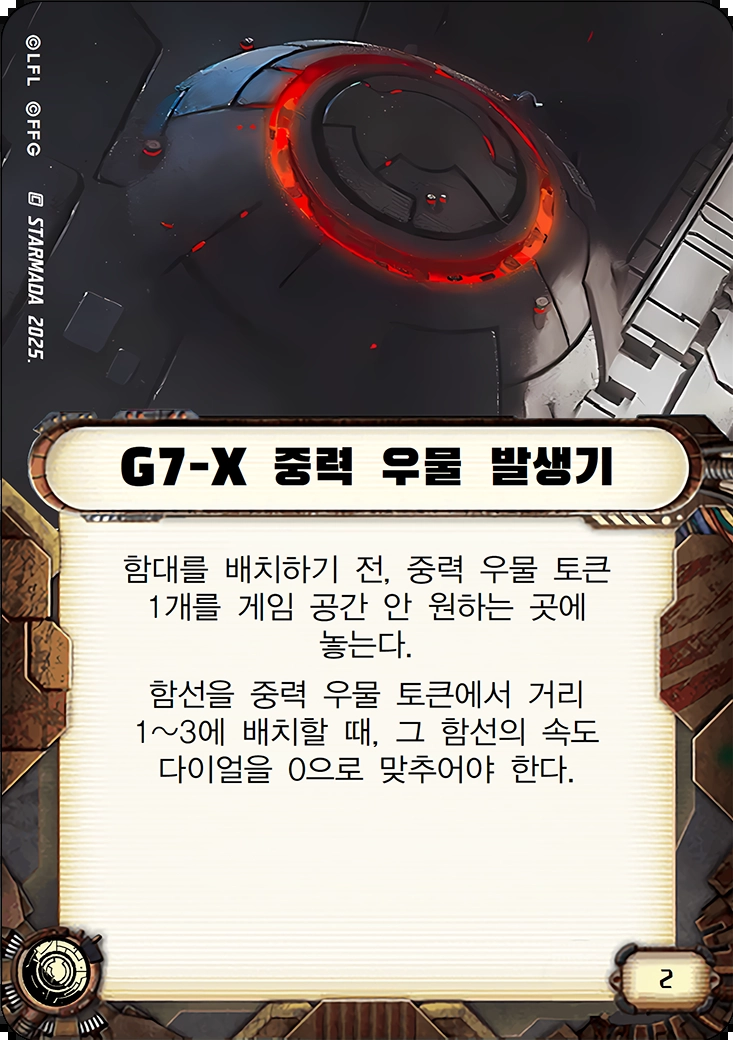 ©LFL ©FFG
STARMADA 2025.
G7-X 중력 우물 발생기
함대를 배치하기 전, 중력 우물 토큰
1개를 게임 공간 안 원하는 곳에
놓는다.
함선을 중력 우물 토큰에서 거리
1~3에 배치할 때, 그 함선의 속도
다이얼을 0으로 맞추어야 한다.
2